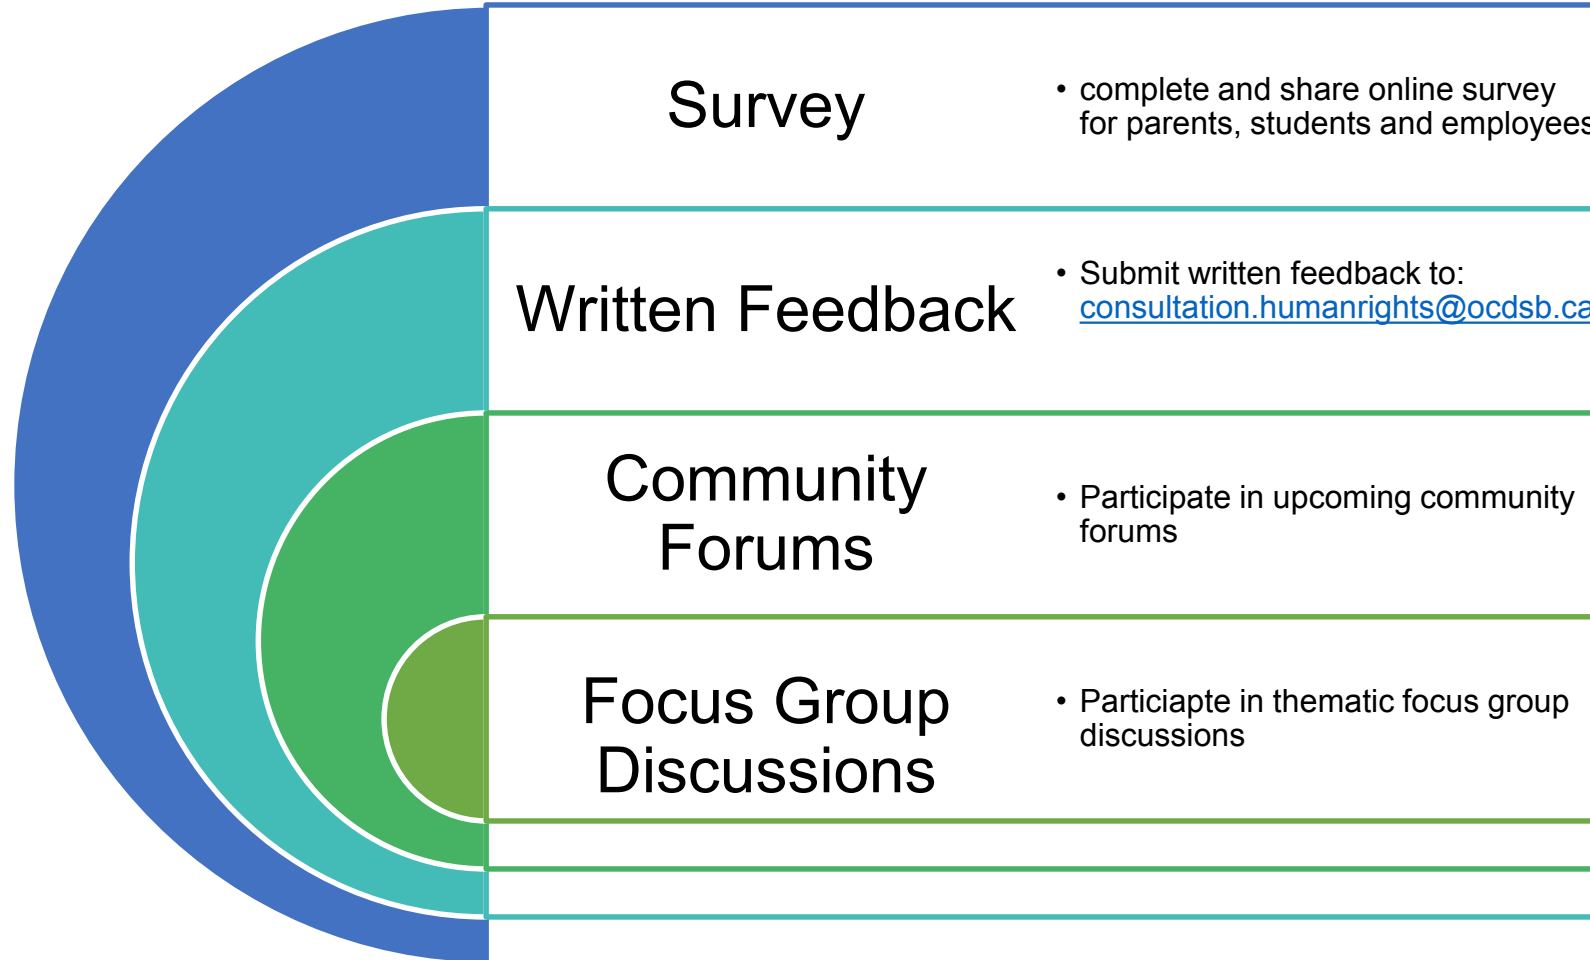 Survey
• complete and share online survey
for parents, students and employees
Written Feedback
• Submit written feedback to:
consultation.humanrights@ocdsb.ca
Community
Forums
• Participate in upcoming community
forums
Focus Group
Discussions
• Particiapte in thematic focus group
discussions